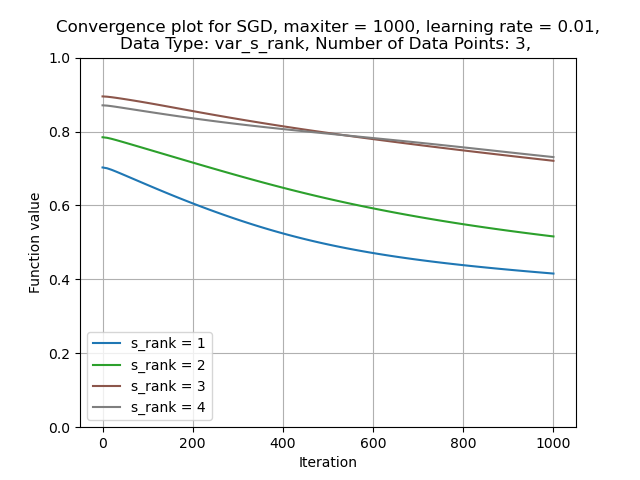 Convergence plot for SGD, maxiter = 1000, learning rate = 0.01,
Data Type: var_s_rank, Number of Data Points: 3,
1.0
0.8
0.6
0.4
0.2
0.0
Function value
s_rank = 1
s_rank = 2
s_rank = 3
s_rank = 4
0 200 400 600 800 1000
Iteration